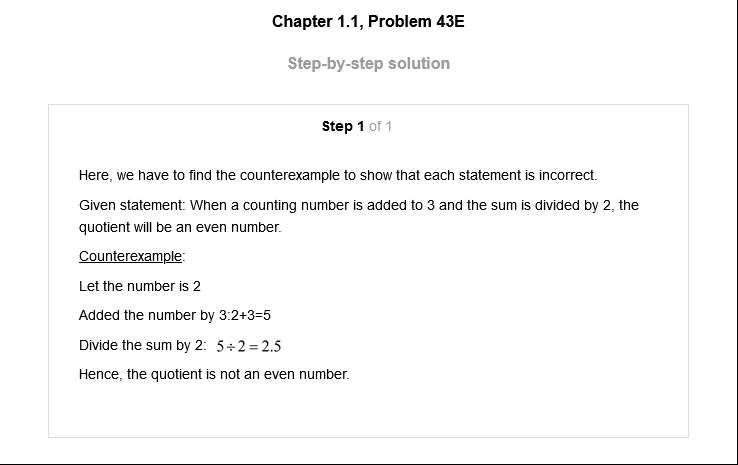 Chapter 1.1, Problem 43E
Step-by-step solution
Step 1 of 1
Here, we have to find the counterexample to show that each statement is incorrect.
Given statement: When a counting number is added to 3 and the sum is divided by 2, the
quotient will be an even number.
Counterexample:
Let the number is 2
Added the number by 3:2+3=5
Divide the sum by 2: 5÷2=2.5
Hence, the quotient is not an even number.